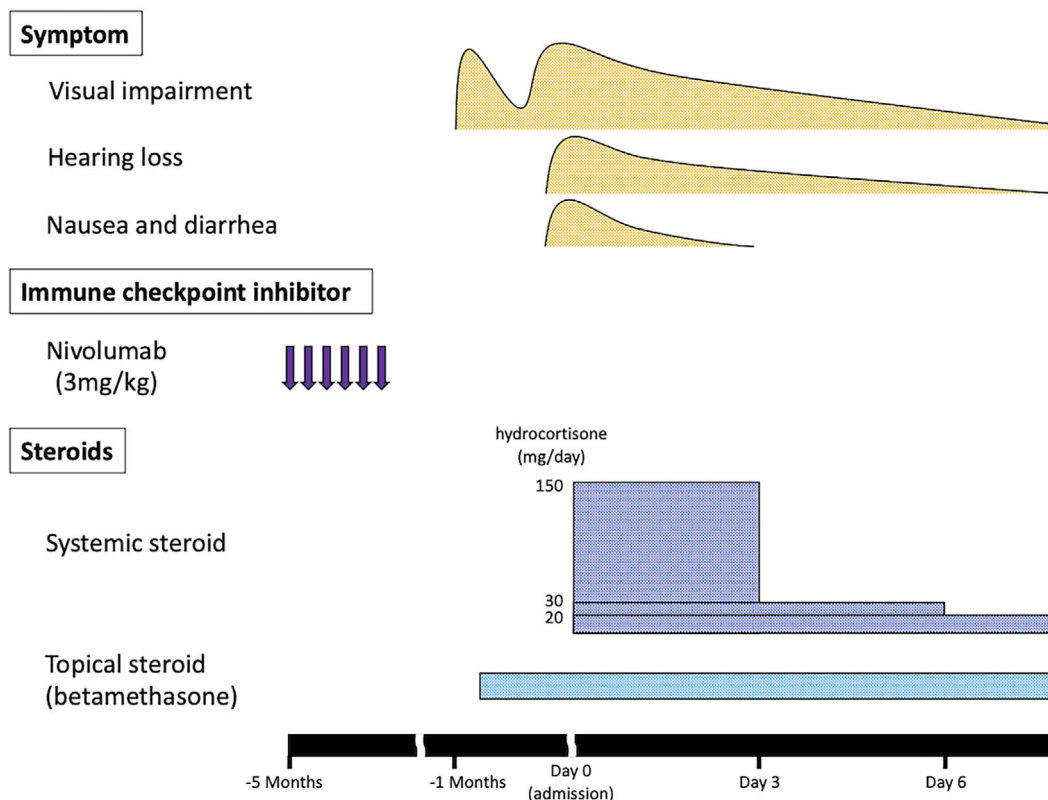 Symptom
Visual impairment
Hearing loss
Nausea and diarrhea
Immune checkpoint inhibitor
Nivolumab
(3mg/kg)
Steroids
hydrocortisone
(mg/day)
150
Systemic steroid
30
20
Topical steroid
(betamethasone)
-5 Months
-1 Months
Day 0
(admission)
Day 3
Day 6